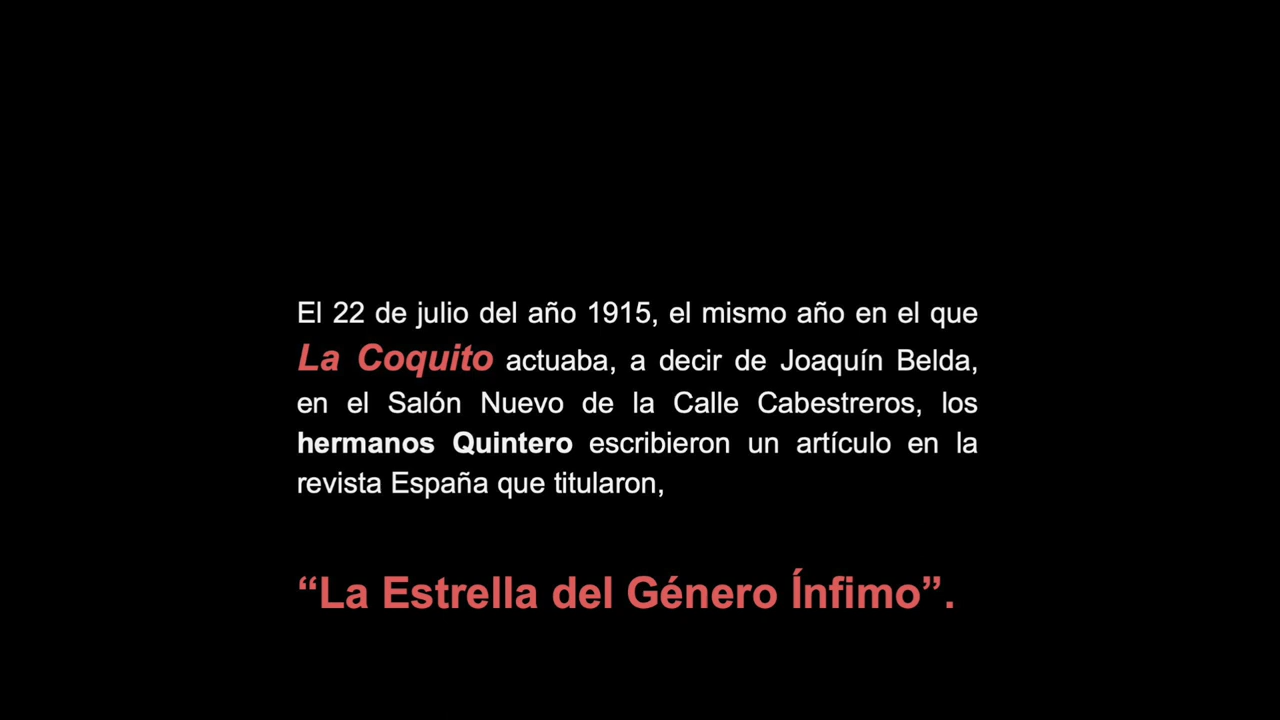 El 22 de julio del año 1915, el mismo año en el que
La Coquito actuaba, a decir de Joaquín Belda,
en el Salón Nuevo de la Calle Cabestreros, los
hermanos Quintero escribieron un artículo en la
revista España que titularon,
“La Estrella del Género Ínfimo”.